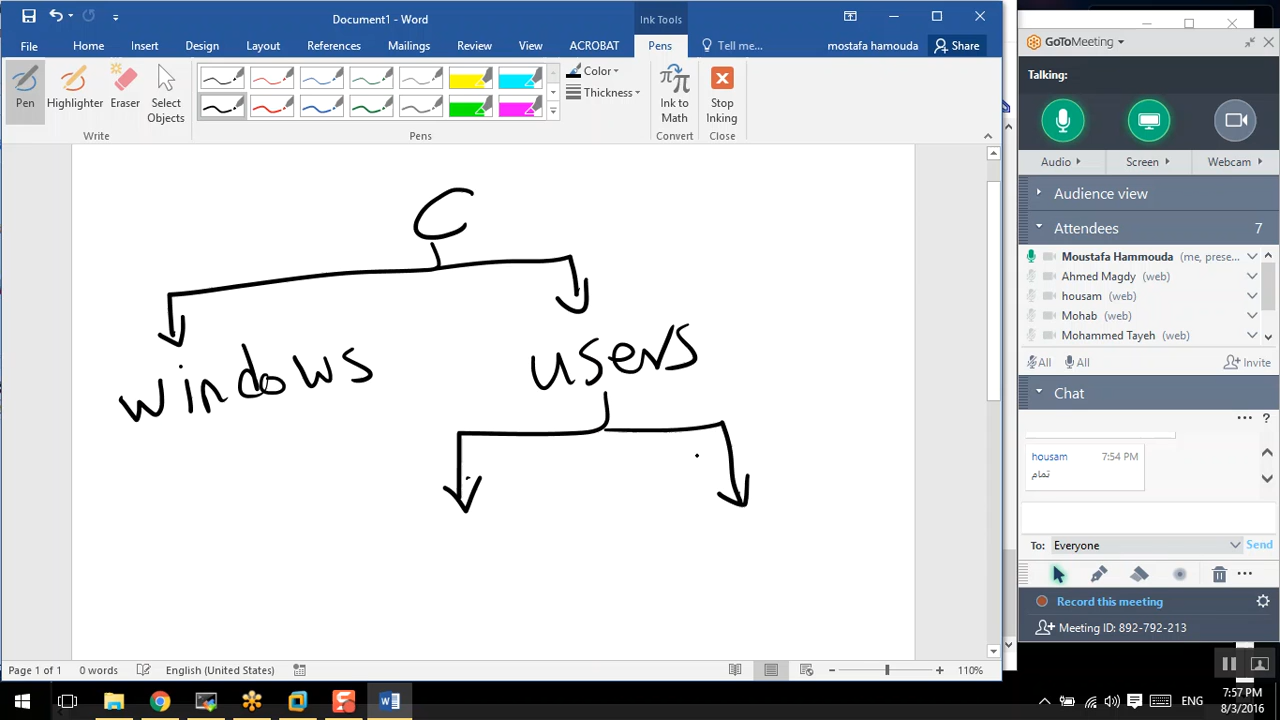 Document1 - Word
Ink Tools
File Home Insert Design Layout References Mailings Review View ACROBAT Pens Tell me... mostafa hamouda Share
Pen Highlighter Eraser Select Objects
Color
Thickness
Ink to Math
Stop Inking
Write Pens Convert Close
C
windows users
Page 1 of 1 0 words English (United States) 110%
GoToMeeting
Talking:
Audio Screen Webcam
Audience view
Attendees 7
Moustafa Hammouda (me, prese...
Ahmed Magdy (web)
housam (web)
Mohab (web)
Mohammed Tayeh (web)
All All Invite
Chat
housam 7:54 PM
تمام
To: Everyone Send
Record this meeting
Meeting ID: 892-792-213
ENG 7:57 PM
8/3/2016